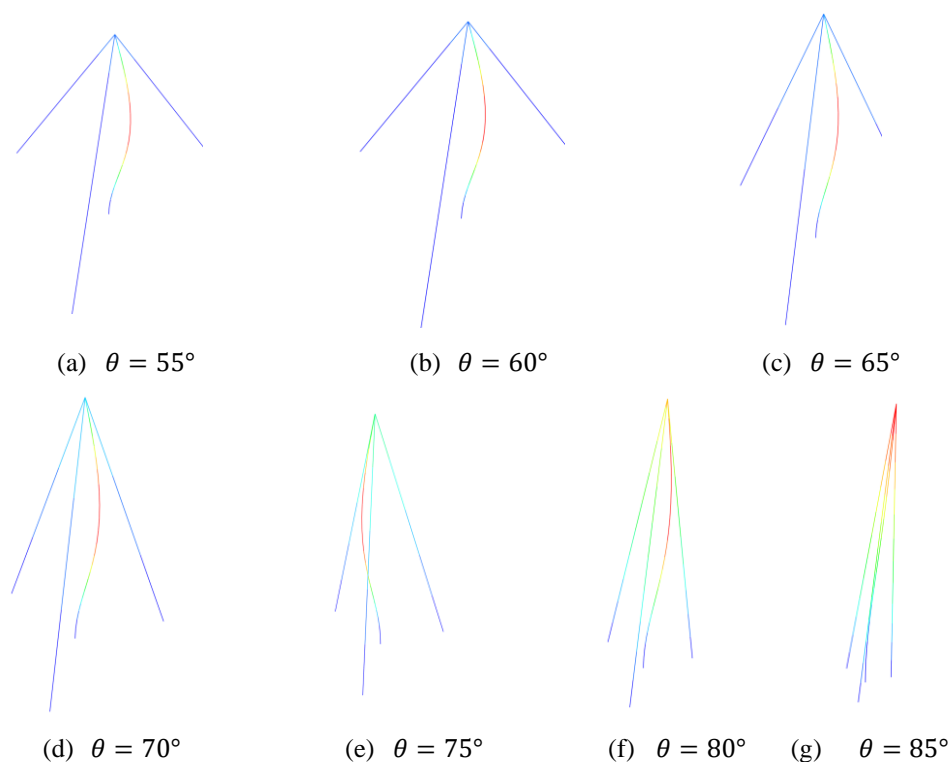 (a) θ = 55°
(b) θ = 60°
(c) θ = 65°
(d) θ = 70°
(e) θ = 75°
(f) θ = 80°
(g) θ = 85°